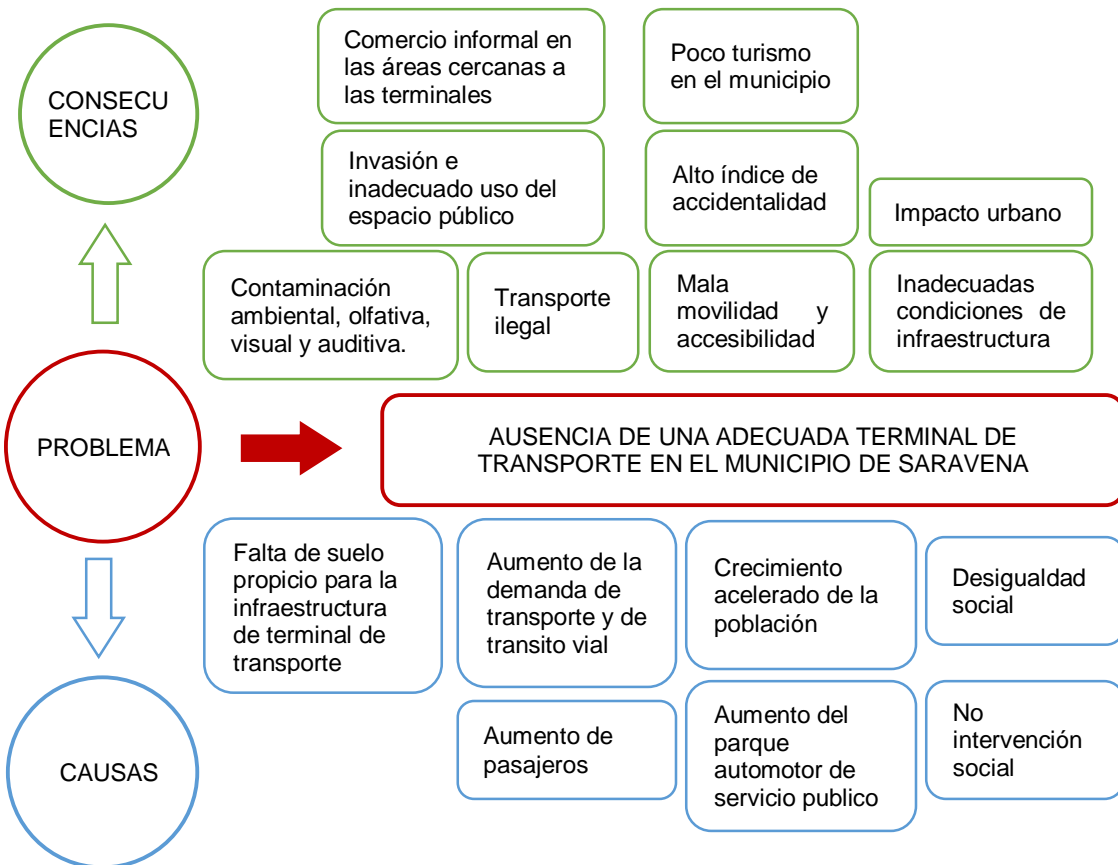 CONSECU
ENCIAS
Comercio informal en
las áreas cercanas a
las terminales
Poco turismo
en el municipio
Invasión e
inadecuado uso del
espacio público
Alto índice de
accidentalidad
Impacto urbano
Contaminación
ambiental, olfativa,
visual y auditiva.
Transporte
ilegal
Mala
movilidad y
accesibilidad
Inadecuadas
condiciones de
infraestructura
PROBLEMA
AUSENCIA DE UNA ADECUADA TERMINAL DE
TRANSPORTE EN EL MUNICIPIO DE SARAVENA
Falta de suelo
propicio para la
infraestructura
de terminal de
transporte
Aumento de la
demanda de
transporte y de
transito vial
Crecimiento
acelerado de la
población
Desigualdad
social
CAUSAS
Aumento de
pasajeros
Aumento del
parque
automotor de
servicio publico
No
intervención
social